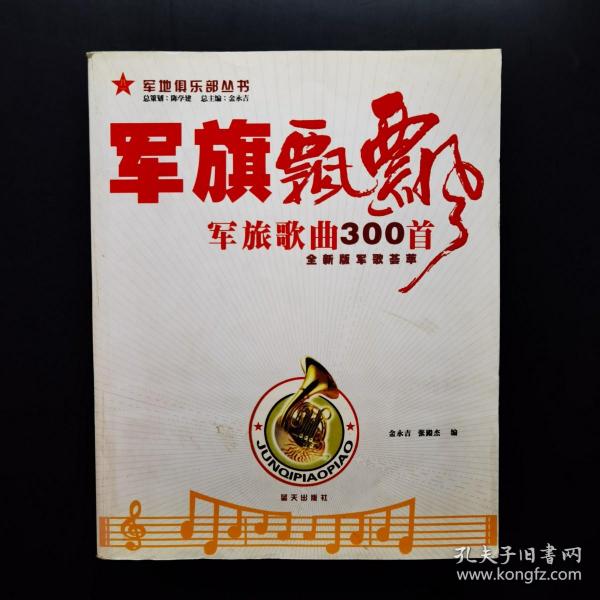 军地俱乐部丛书
总策划：陈学建 总主编：金永吉
军旗飘飘
军旅歌曲300首
全新版军歌荟萃
JUNQIPIAOPIAO
金永吉 张殿杰 编
蓝天出版社
孔夫子旧书网
www.kongfz.com